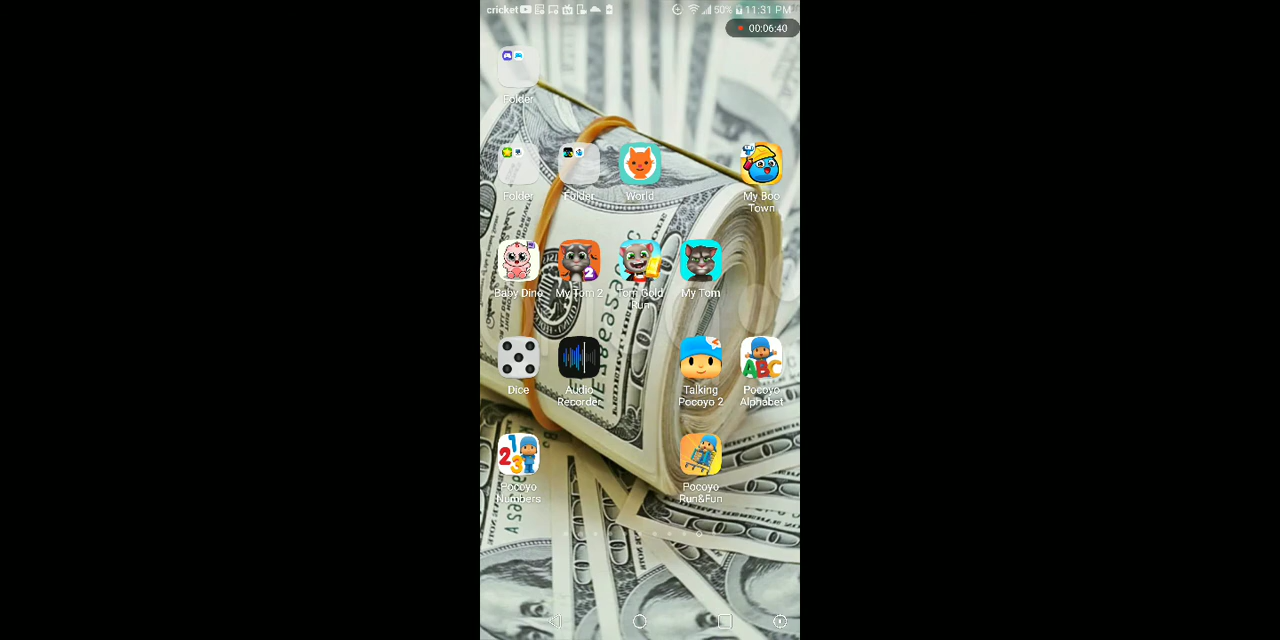 cricket 50% 11:31 PM
00:06:40
Folder
Folder Folder World My Boo
Town
Baby Dino My Tom 2 Tom Gold My Tom
Run
Dice Audio Talking Pocoyo
Recorder Pocoyo 2 Alphabet
Pocoyo Pocoyo
Numbers Run&Fun